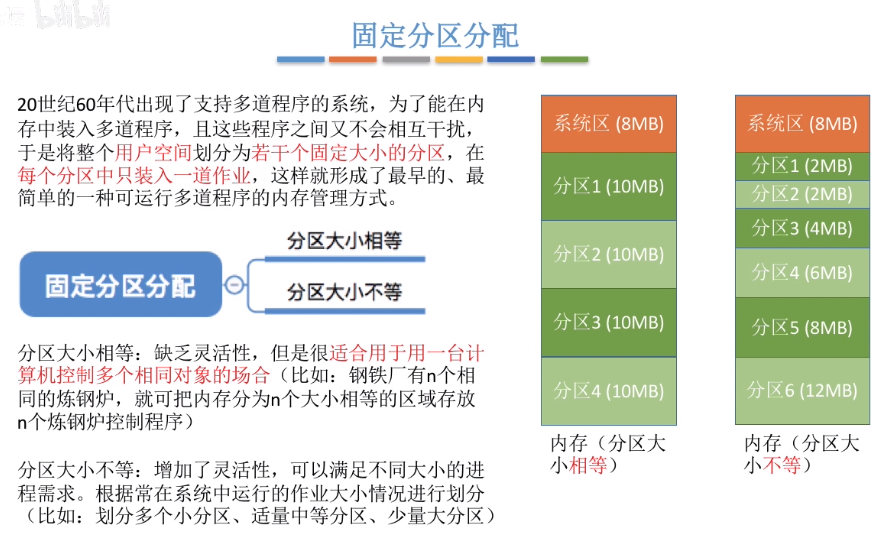 bilibili
固定分区分配
20世纪60年代出现了支持多道程序的系统，为了能在内
存中装入多道程序，且这些程序之间又不会相互干扰，
于是将整个用户空间划分为若干个固定大小的分区，在
每个分区中只装入一道作业，这样就形成了最早的、最
简单的一种可运行多道程序的内存管理方式。
固定分区分配
分区大小相等
分区大小不等
分区大小相等：缺乏灵活性，但是很适合用于用一台计
算机控制多个相同对象的场合（比如：钢铁厂有n个相
同的炼钢炉，就可把内存分为n个大小相等的区域存放
n个炼钢炉控制程序）
分区大小不等：增加了灵活性，可以满足不同大小的进
程需求。根据常在系统中运行的作业大小情况进行划分
（比如：划分多个小分区、适量中等分区、少量大分区）
系统区 (8MB)
分区1 (10MB)
分区2 (10MB)
分区3 (10MB)
分区4 (10MB)
内存（分区大
小相等）
系统区 (8MB)
分区1 (2MB)
分区2 (2MB)
分区3 (4MB)
分区4 (6MB)
分区5 (8MB)
分区6 (12MB)
内存（分区大
小不等）